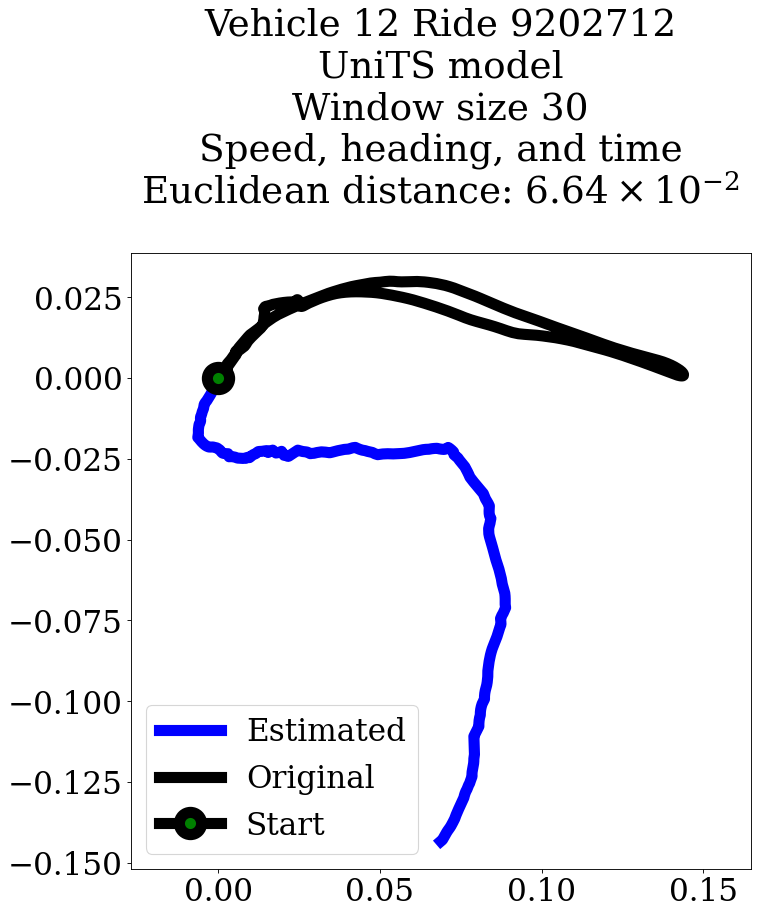 Vehicle 12 Ride 9202712
UniTS model
Window size 30
Speed, heading, and time
Euclidean distance: 6.64 × 10⁻²
0.025
0.000
−0.025
−0.050
−0.075
−0.100
−0.125
−0.150
Estimated
Original
Start
0.00 0.05 0.10 0.15